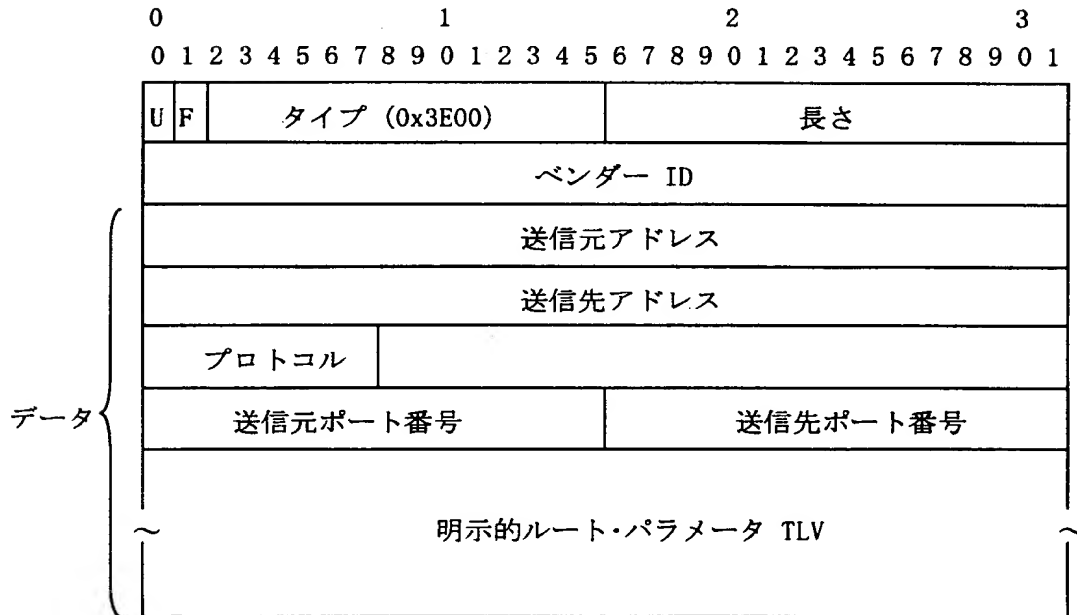 0 1 2 3
0 1 2 3 4 5 6 7 8 9 0 1 2 3 4 5 6 7 8 9 0 1 2 3 4 5 6 7 8 9 0 1
U F タイプ (0x3E00) 長さ
ベンダー ID
送信元アドレス
送信先アドレス
プロトコル
データ 送信元ポート番号 送信先ポート番号
明示的ルート・パラメータ TLV